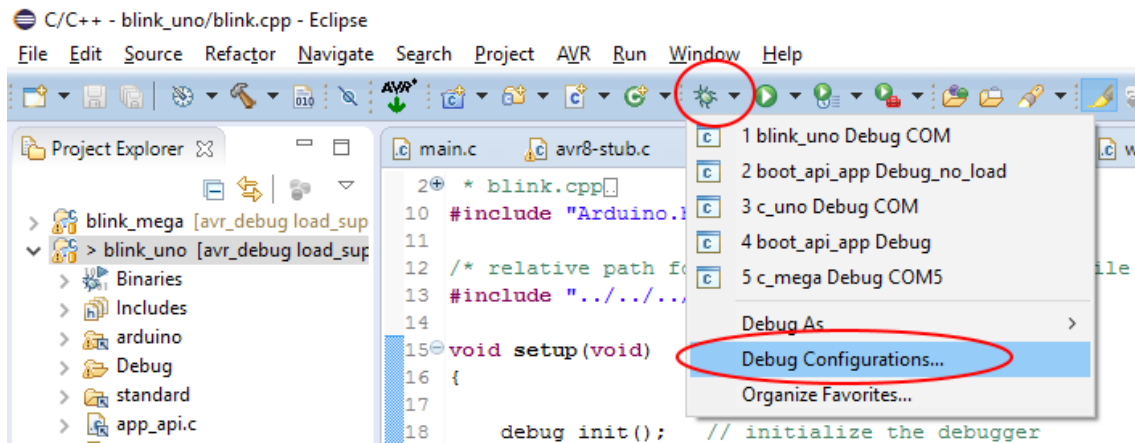 C/C++ - blink_uno/blink.cpp - Eclipse
File Edit Source Refactor Navigate Search Project AVR Run Window Help
010 AVR
Project Explorer
main.c avr8-stub.c
1 blink_uno Debug COM
2 boot_api_app Debug_no_load
3 c_uno Debug COM
4 boot_api_app Debug
5 c_mega Debug COM5
Debug As
Debug Configurations...
Organize Favorites...
blink_mega [avr_debug load_sup
> blink_uno [avr_debug load_sup
Binaries
Includes
arduino
Debug
standard
app_api.c
2 * blink.cpp
10 #include "Arduino.
11
12 /* relative path f ile
13 #include "../../../
14
15 void setup(void)
16 {
17
18 debug_init(); // initialize the debugger